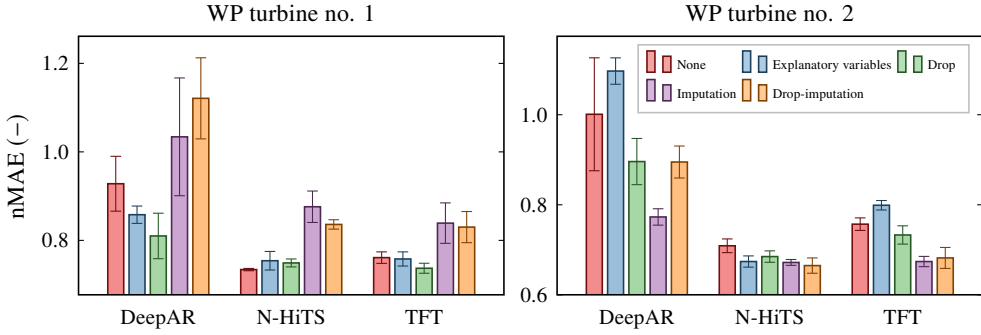 WP turbine no. 1
WP turbine no. 2
nMAE (−)
1.2
1.0
0.8
DeepAR
N-HiTS
TFT
1.0
0.8
0.6
None
Explanatory variables
Drop
Imputation
Drop-imputation
DeepAR
N-HiTS
TFT